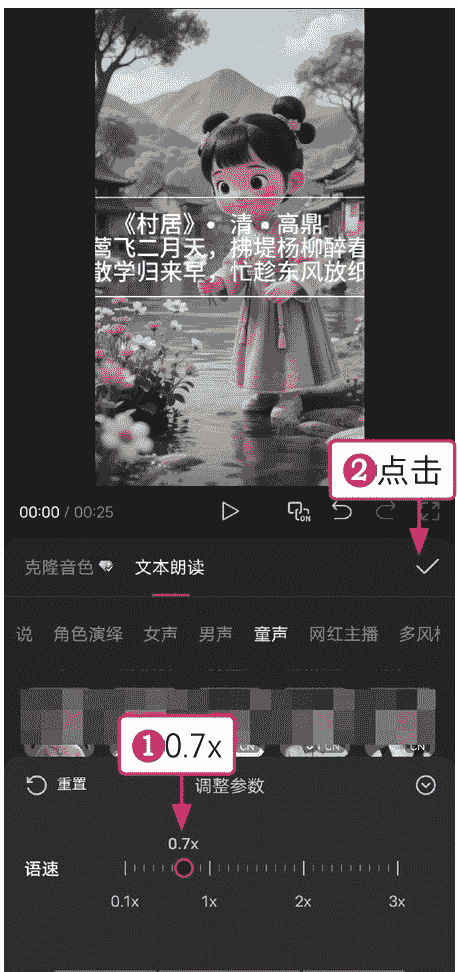 《村居》• 清 • 高鼎
莺飞二月天，拂堤杨柳醉春
散学归来早，忙趁东风放纸
❷点击
00:00 / 00:25
ON
克隆音色 文本朗读
说 角色演绎 女声 男声 童声 网红主播 多风格
CN CN
❶0.7x
重置 调整参数
0.7x
语速
0.1x 1x 2x 3x